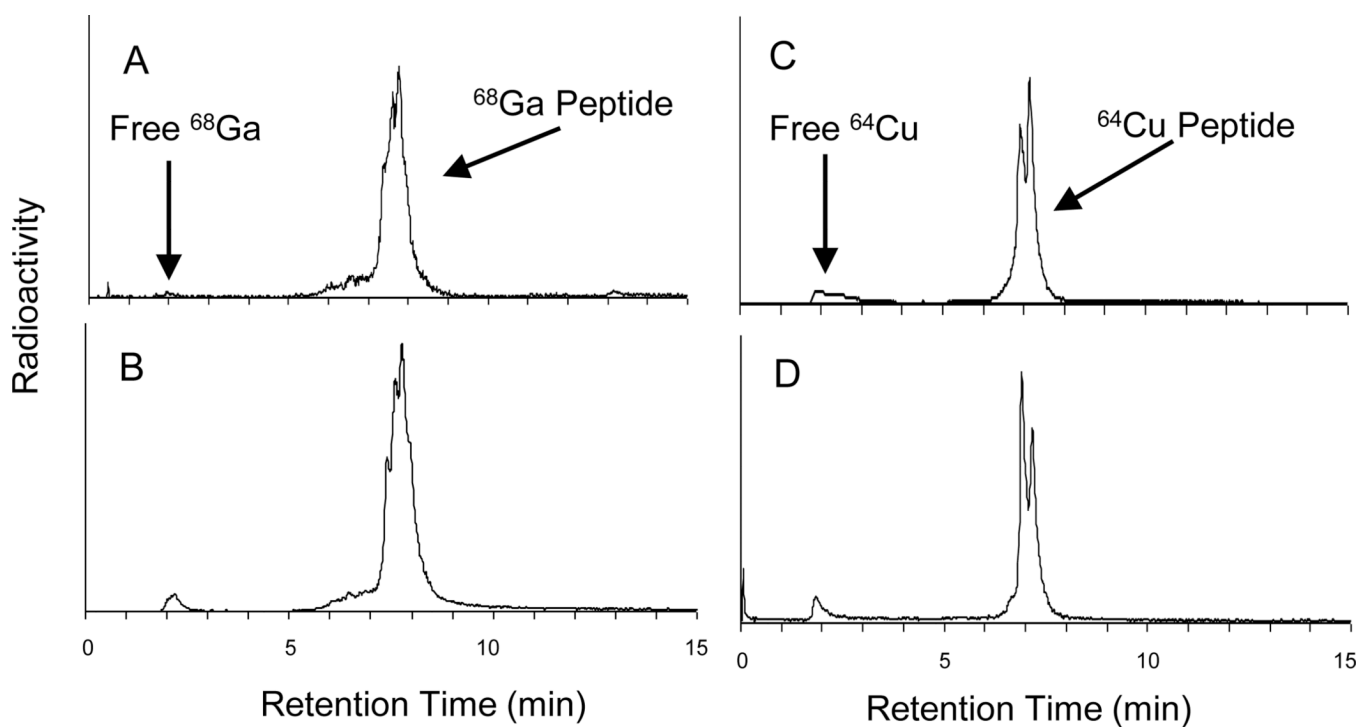 A
Free ⁶⁸Ga
⁶⁸Ga Peptide
C
Free ⁶⁴Cu
⁶⁴Cu Peptide
Radioactivity
B
D
0 5 10 15
0 5 10 15
Retention Time (min)
Retention Time (min)